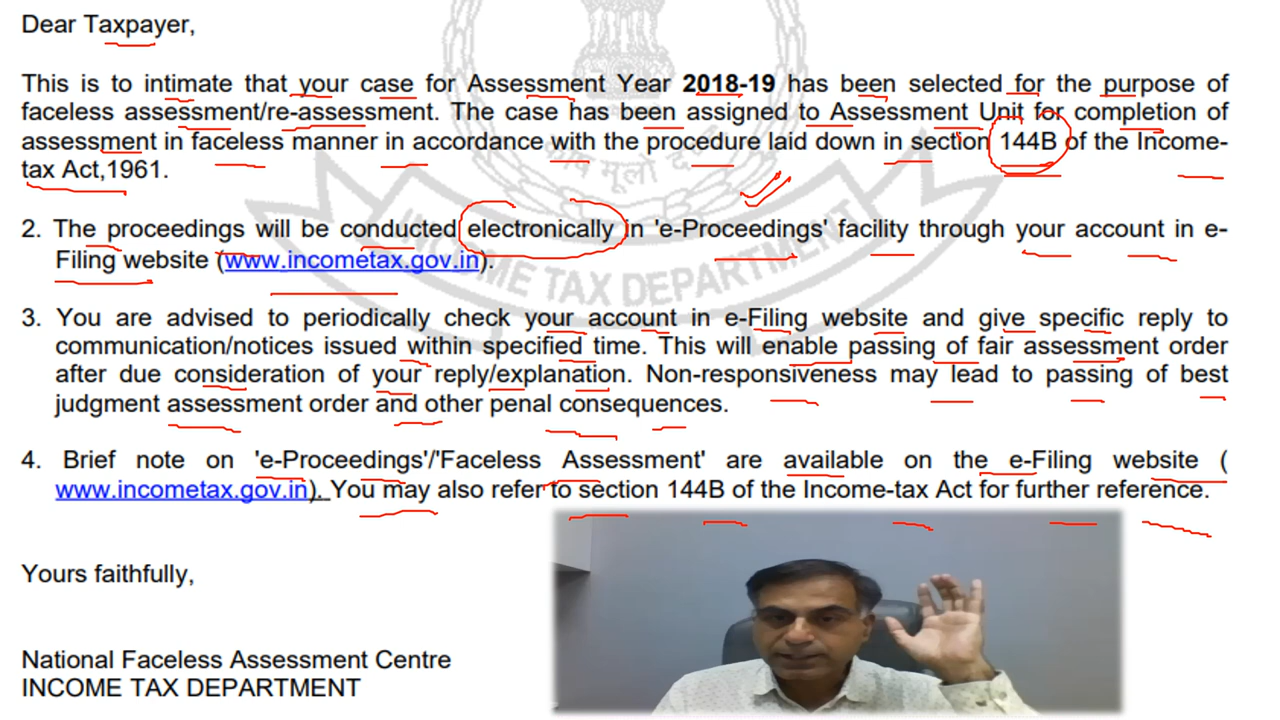 Dear Taxpayer,
This is to intimate that your case for Assessment Year 2018-19 has been selected for the purpose of
faceless assessment/re-assessment. The case has been assigned to Assessment Unit for completion of
assessment in faceless manner in accordance with the procedure laid down in section 144B of the Income-
tax Act,1961.
2. The proceedings will be conducted electronically in 'e-Proceedings' facility through your account in e-
Filing website (www.incometax.gov.in).
3. You are advised to periodically check your account in e-Filing website and give specific reply to
communication/notices issued within specified time. This will enable passing of fair assessment order
after due consideration of your reply/explanation. Non-responsiveness may lead to passing of best
judgment assessment order and other penal consequences.
4. Brief note on 'e-Proceedings'/'Faceless Assessment' are available on the e-Filing website (
www.incometax.gov.in). You may also refer to section 144B of the Income-tax Act for further reference.
Yours faithfully,
National Faceless Assessment Centre
INCOME TAX DEPARTMENT
कोष मूलो
INCOME TAX DEPARTMENT